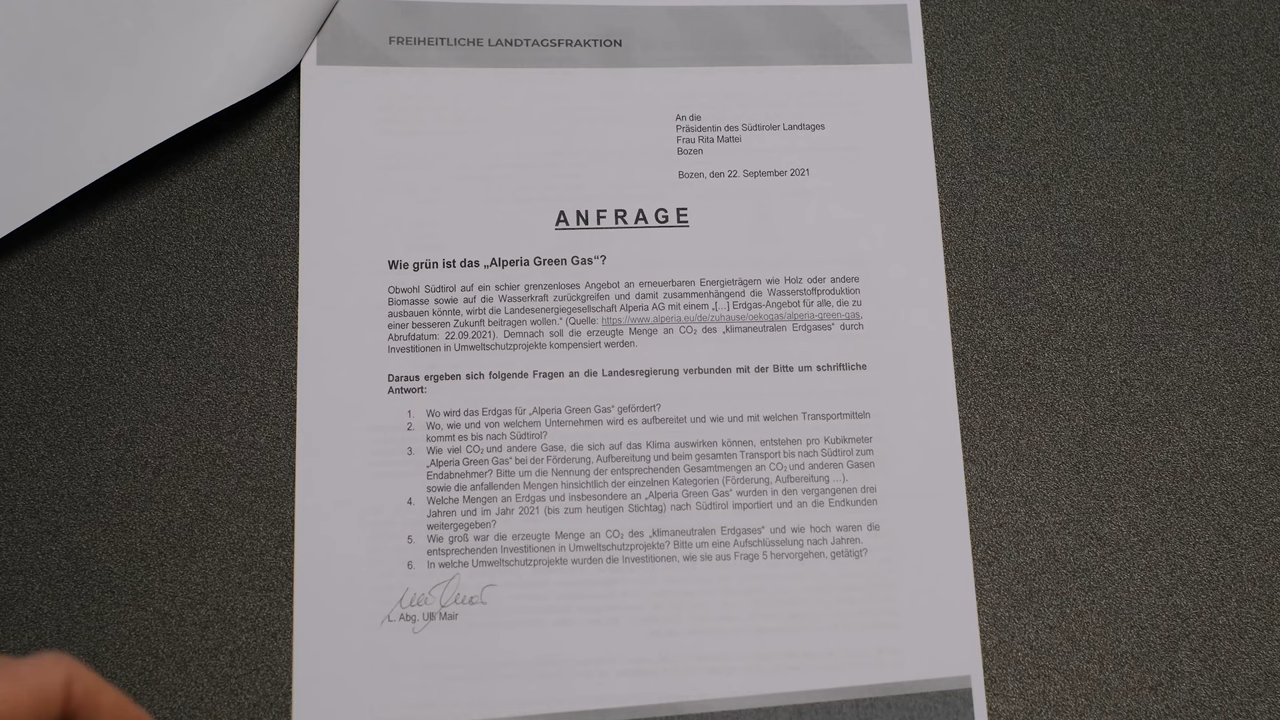 FREIHEITLICHE LANDTAGSFRAKTION
An die
Präsidentin des Südtiroler Landtages
Frau Rita Mattei
Bozen
Bozen, den 22. September 2021
ANFRAGE
Wie grün ist das „Alperia Green Gas“?
Obwohl Südtirol auf ein schier grenzenloses Angebot an erneuerbaren Energieträgern wie Holz oder andere
Biomasse sowie auf die Wasserkraft zurückgreifen und damit zusammenhängend die Wasserstoffproduktion
ausbauen könnte, wirbt die Landesenergiegesellschaft Alperia AG mit einem „[…] Erdgas-Angebot für alle, die zu
einer besseren Zukunft beitragen wollen.“ (Quelle: https://www.alperia.eu/de/zuhause/oekogas/alperia-green-gas,
Abrufdatum: 22.09.2021). Demnach soll die erzeugte Menge an CO₂ des „klimaneutralen Erdgases“ durch
Investitionen in Umweltschutzprojekte kompensiert werden.
Daraus ergeben sich folgende Fragen an die Landesregierung verbunden mit der Bitte um schriftliche
Antwort:
1. Wo wird das Erdgas für „Alperia Green Gas“ gefördert?
2. Wo, wie und von welchem Unternehmen wird es aufbereitet und wie und mit welchen Transportmitteln
kommt es bis nach Südtirol?
3. Wie viel CO₂ und andere Gase, die sich auf das Klima auswirken können, entstehen pro Kubikmeter
„Alperia Green Gas“ bei der Förderung, Aufbereitung und beim gesamten Transport bis nach Südtirol zum
Endabnehmer? Bitte um die Nennung der entsprechenden Gesamtmengen an CO₂ und anderen Gasen
sowie die anfallenden Mengen hinsichtlich der einzelnen Kategorien (Förderung, Aufbereitung …).
4. Welche Mengen an Erdgas und insbesondere an „Alperia Green Gas“ wurden in den vergangenen drei
Jahren und im Jahr 2021 (bis zum heutigen Stichtag) nach Südtirol importiert und an die Endkunden
weitergegeben?
5. Wie groß war die erzeugte Menge an CO₂ des „klimaneutralen Erdgases“ und wie hoch waren die
entsprechenden Investitionen in Umweltschutzprojekte? Bitte um eine Aufschlüsselung nach Jahren.
6. In welche Umweltschutzprojekte wurden die Investitionen, wie sie aus Frage 5 hervorgehen, getätigt?
L. Abg. Ulli Mair